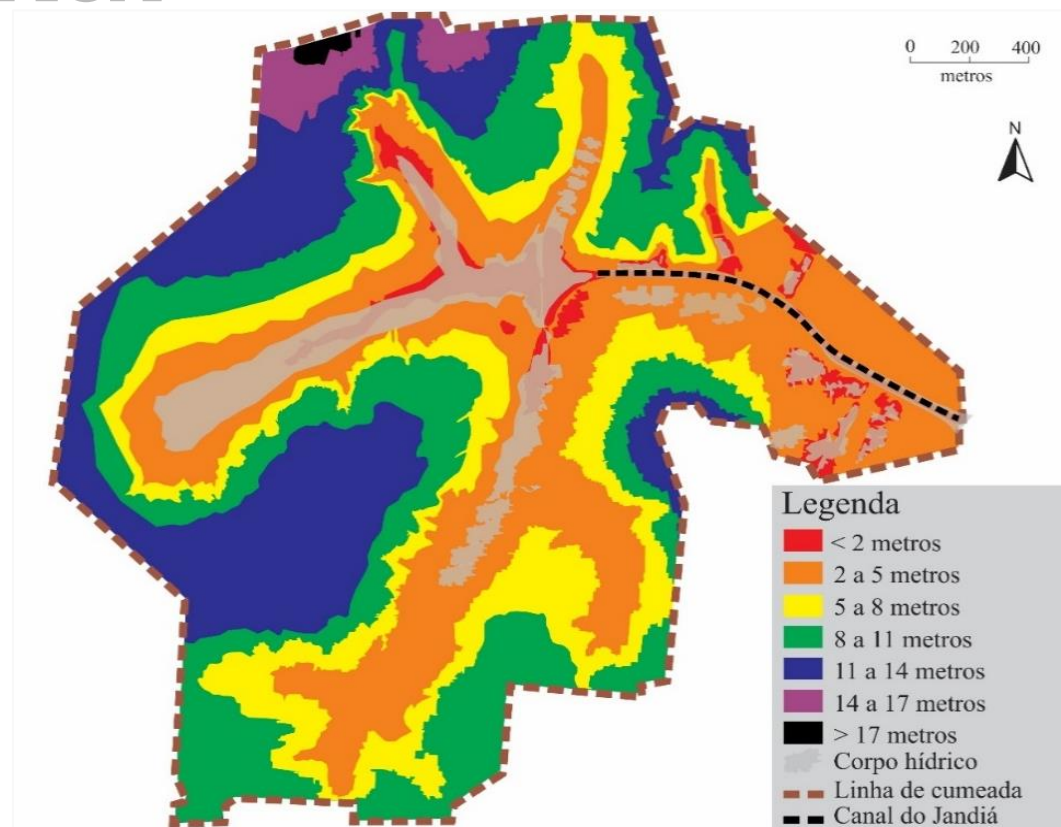 0 200 400
metros
N
Legenda
< 2 metros
2 a 5 metros
5 a 8 metros
8 a 11 metros
11 a 14 metros
14 a 17 metros
> 17 metros
Corpo hídrico
Linha de cumeada
Canal do Jandiá